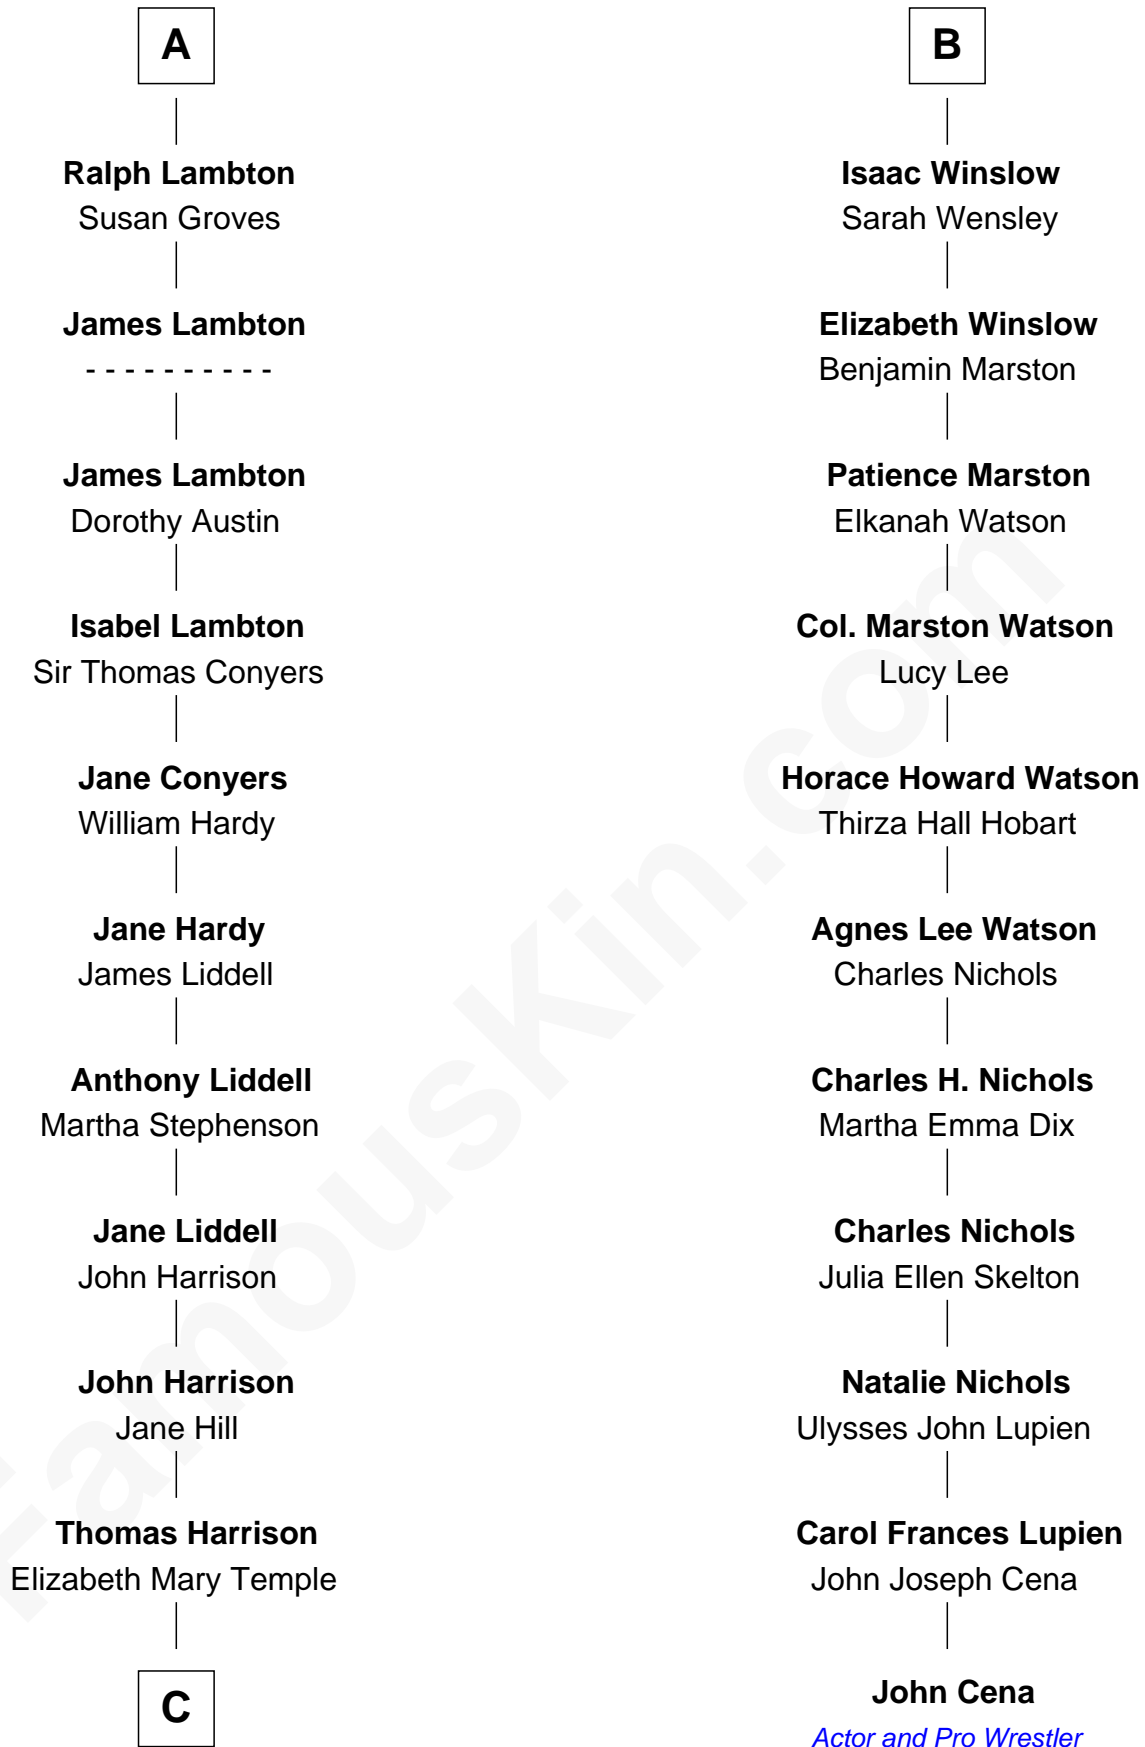 A
Ralph Lambton
Susan Groves
James Lambton
- - - - - - - - - -
James Lambton
Dorothy Austin
Isabel Lambton
Sir Thomas Conyers
Jane Conyers
William Hardy
Jane Hardy
James Liddell
Anthony Liddell
Martha Stephenson
Jane Liddell
John Harrison
John Harrison
Jane Hill
Thomas Harrison
Elizabeth Mary Temple
C
B
Isaac Winslow
Sarah Wensley
Elizabeth Winslow
Benjamin Marston
Patience Marston
Elkanah Watson
Col. Marston Watson
Lucy Lee
Horace Howard Watson
Thirza Hall Hobart
Agnes Lee Watson
Charles Nichols
Charles H. Nichols
Martha Emma Dix
Charles Nichols
Julia Ellen Skelton
Natalie Nichols
Ulysses John Lupien
Carol Frances Lupien
John Joseph Cena
John Cena
Actor and Pro Wrestler
FamousKin.com